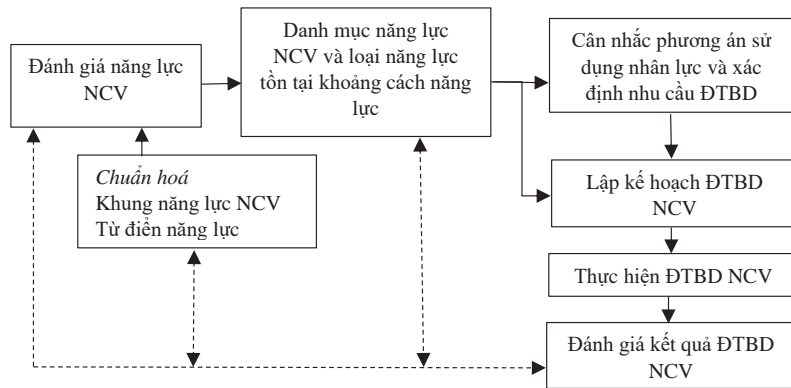 Đánh giá năng lực
NCV
Danh mục năng lực
NCV và loại năng lực
tồn tại khoảng cách năng
lực
Cân nhắc phương án sử
dụng nhân lực và xác
định nhu cầu ĐTBD
Chuẩn hoá
Khung năng lực NCV
Từ điển năng lực
Lập kế hoạch ĐTBD
NCV
Thực hiện ĐTBD NCV
Đánh giá kết quả ĐTBD
NCV